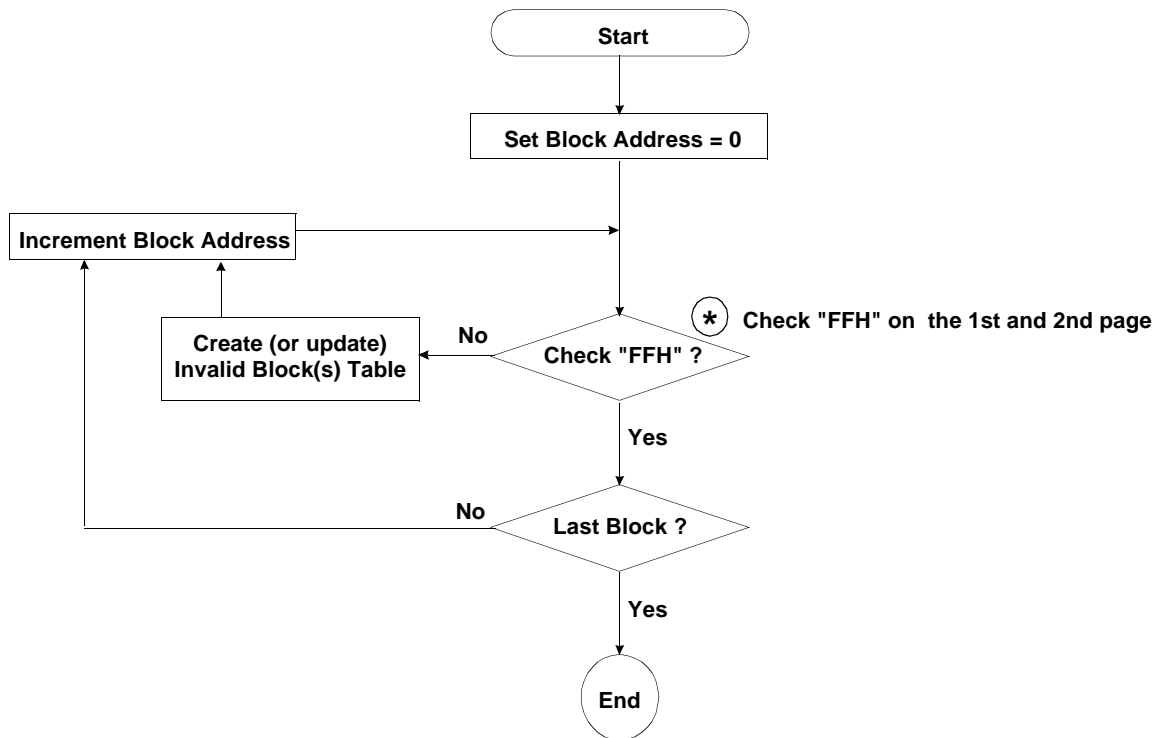 Start
Set Block Address = 0
Increment Block Address
* Check "FFH" on the 1st and 2nd page
No
Create (or update)
Invalid Block(s) Table
Check "FFH" ?
Yes
No
Last Block ?
Yes
End